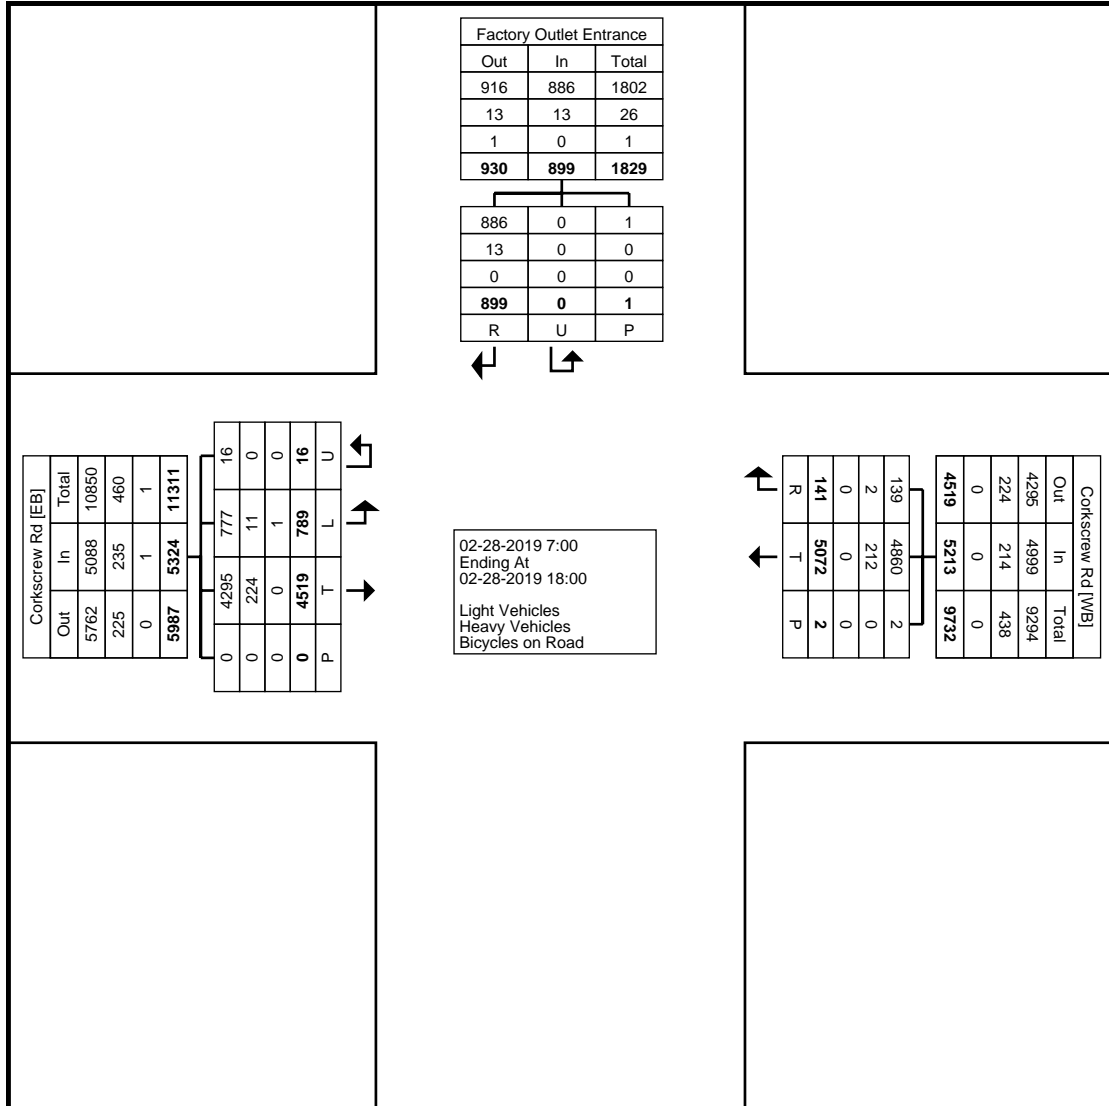 Factory Outlet Entrance
Out In Total
916 886 1802
13 13 26
1 0 1
930 899 1829
886 0 1
13 0 0
0 0 0
899 0 1
R U P
Corkscrew Rd [EB]
Out In Total
5762 5088 10850
225 235 460
0 1 1
5987 5324 11311
0 4295 777 16
0 224 11 0
0 0 1 0
0 4519 789 16
P T L U
02-28-2019 7:00
Ending At
02-28-2019 18:00
Light Vehicles
Heavy Vehicles
Bicycles on Road
Corkscrew Rd [WB]
Out In Total
4295 4999 9294
224 214 438
0 0 0
4519 5213 9732
139 4860 2
2 212 0
0 0 0
141 5072 2
R T P